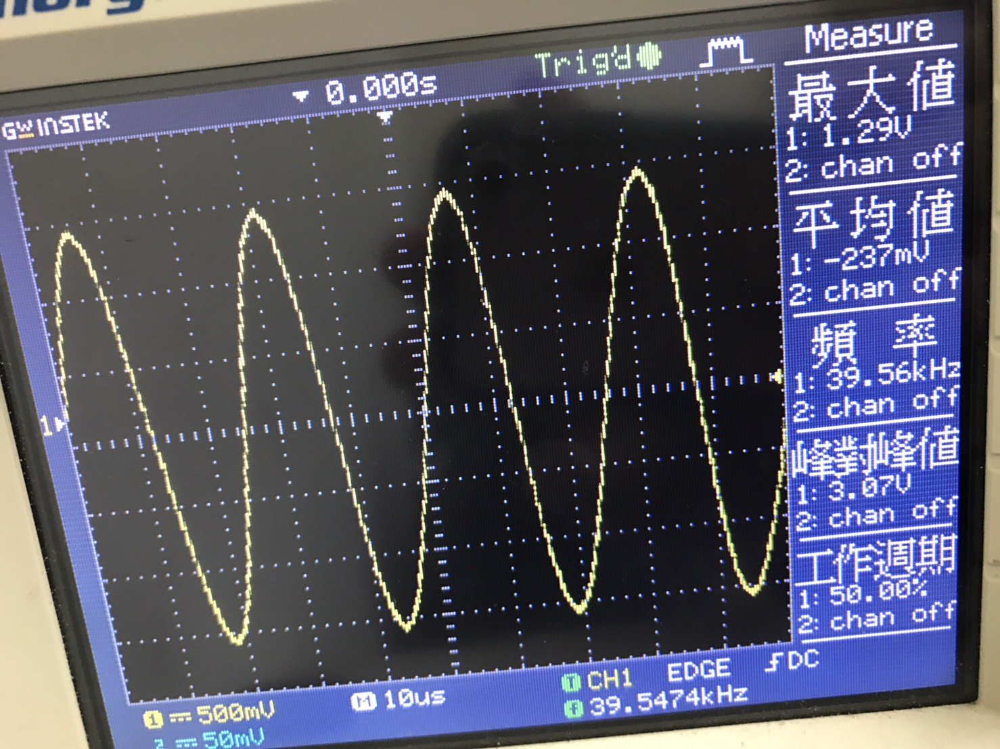 GWINSTEK
0.000s
Trig'd
Measure
最大值
1: 1.29V
2: chan off
平均值
1: -237mV
2: chan off
頻率
1: 39.56kHz
2: chan off
峰對峰值
1: 3.07V
2: chan off
工作週期
1: 50.00%
2: chan off
1
1 500mV
M 10us
T CH1 EDGE DC
f 39.5474kHz
2 50mV